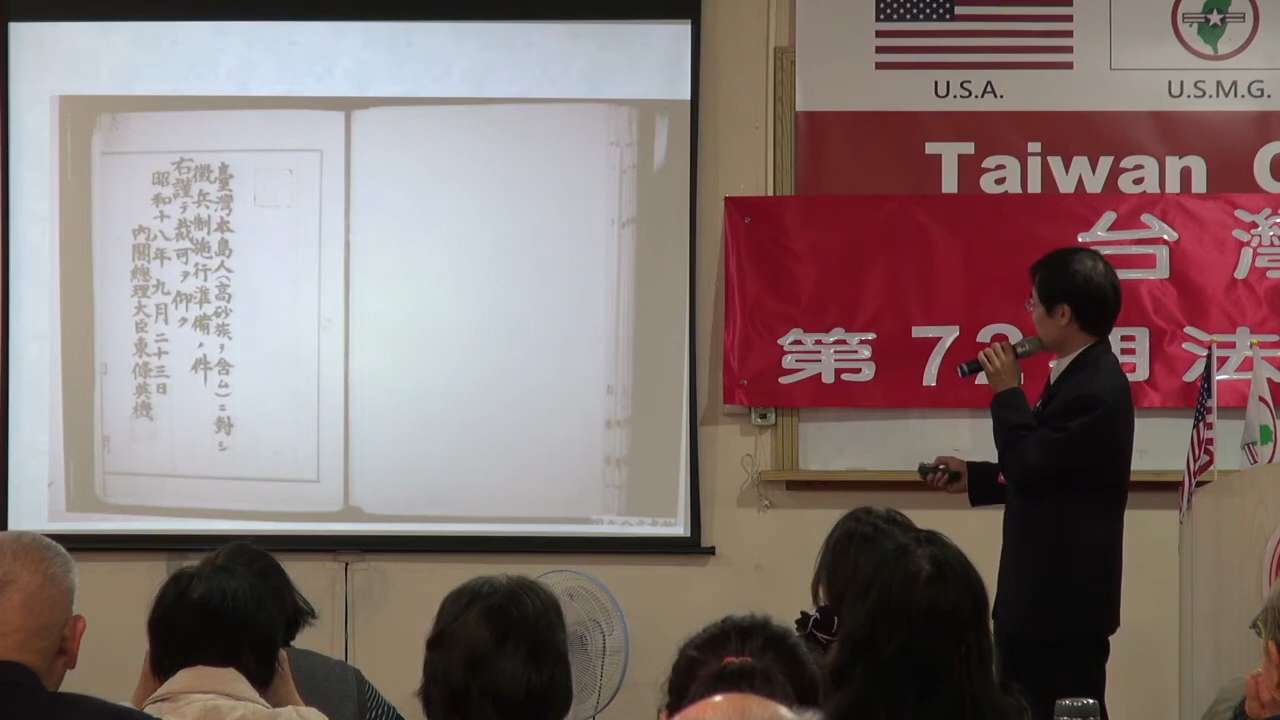 臺灣本島人(高砂族ヲ含ム)ニ對シ
徵兵制施行準備ノ件
右謹テ裁可ヲ仰ク
昭和十八年九月二十三日
內閣總理大臣東條英機
U.S.A.
U.S.M.G.
Taiwan C
台灣
第72期法